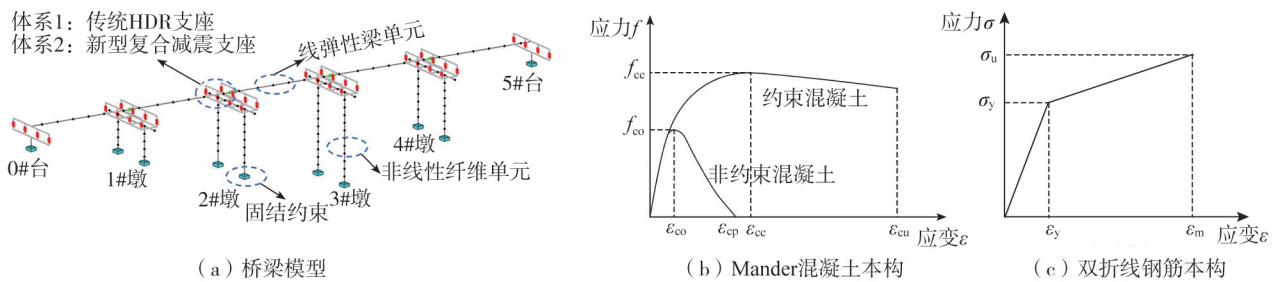 体系1：传统HDR支座
体系2：新型复合减震支座
线弹性梁单元
5#台
4#墩
0#台
1#墩
非线性纤维单元
2#墩
3#墩
固结约束
（a）桥梁模型
应力f
fcc
约束混凝土
fco
非约束混凝土
εco
εcp
εcc
εcu
应变ε
（b）Mander混凝土本构
应力σ
σu
σy
εy
εm
应变ε
（c）双折线钢筋本构